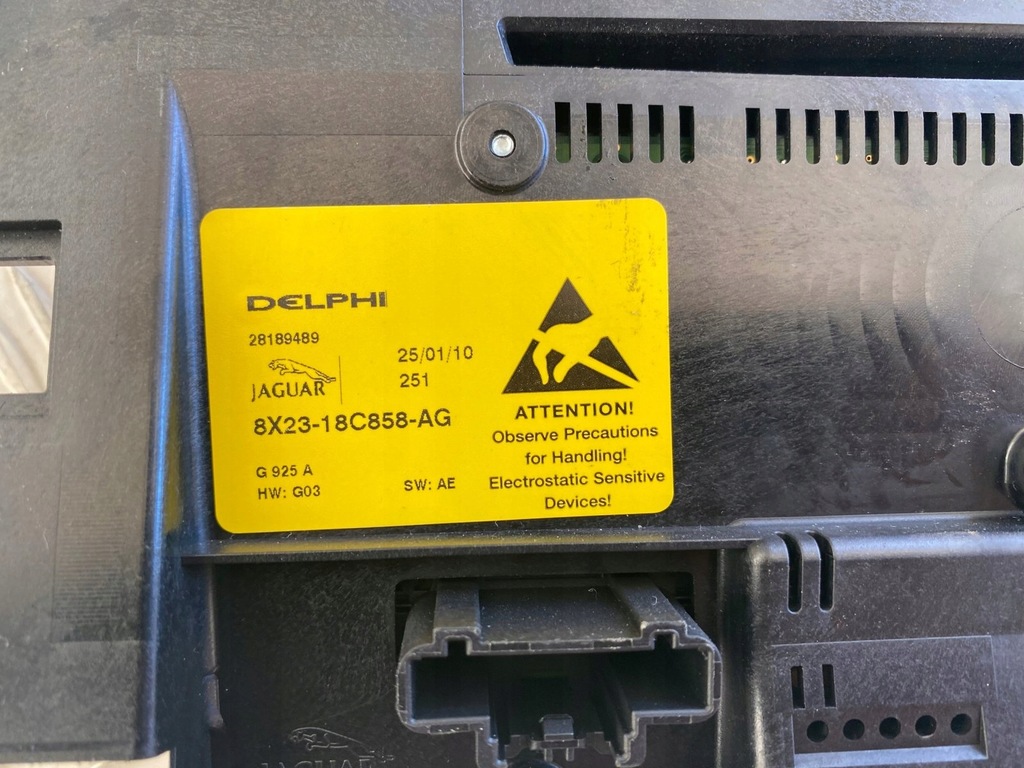 DELPHI
28189489
JAGUAR
25/01/10
251
8X23-18C858-AG
G 925 A
HW: G03
SW: AE
ATTENTION!
Observe Precautions
for Handling!
Electrostatic Sensitive
Devices!
JAGUAR